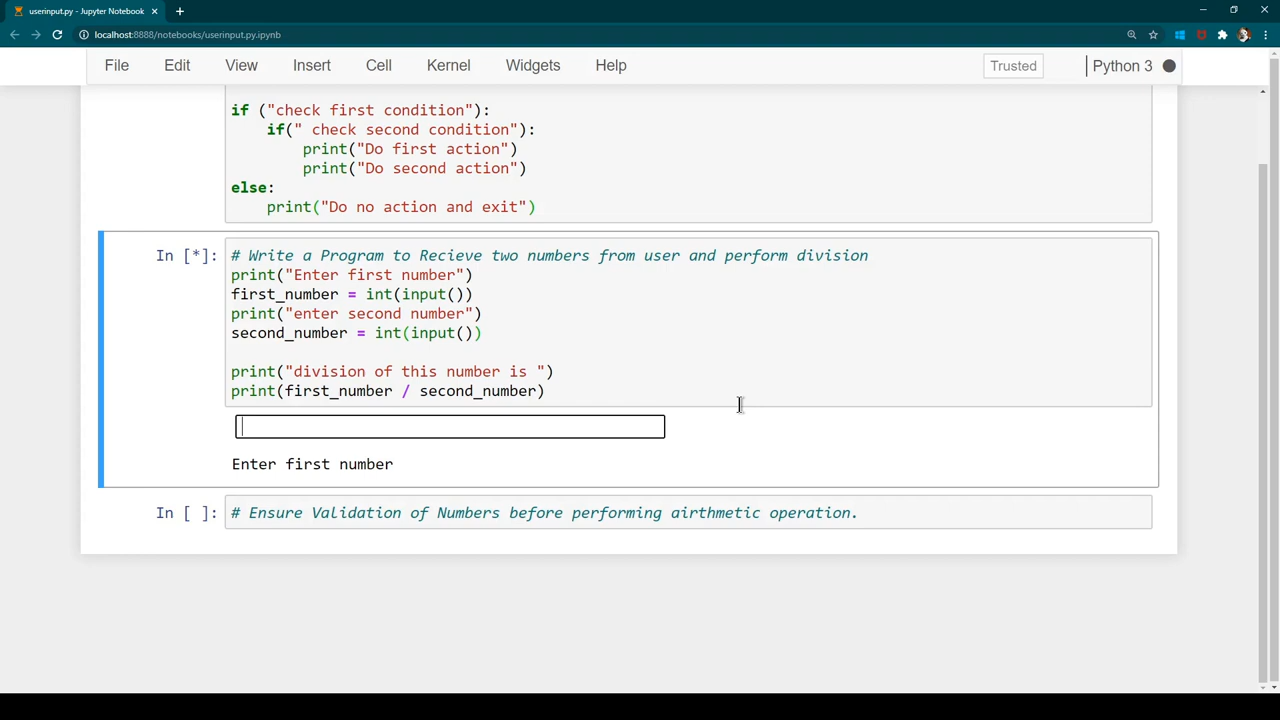 userinput.py - Jupyter Notebook
localhost:8888/notebooks/userinput.py.ipynb
File Edit View Insert Cell Kernel Widgets Help Trusted Python 3
if ("check first condition"):
    if(" check second condition"):
        print("Do first action")
        print("Do second action")
else:
    print("Do no action and exit")
In [*]: # Write a Program to Recieve two numbers from user and perform division
print("Enter first number")
first_number = int(input())
print("enter second number")
second_number = int(input())
print("division of this number is ")
print(first_number / second_number)
Enter first number
In [ ]: # Ensure Validation of Numbers before performing airthmetic operation.